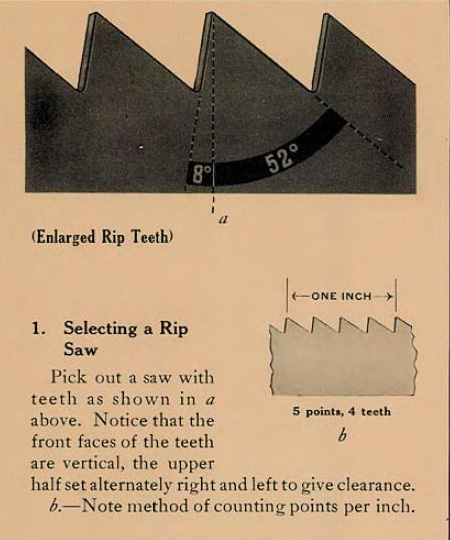 8° 52°
a
(Enlarged Rip Teeth)
←ONE INCH→
1. Selecting a Rip
Saw
Pick out a saw with
teeth as shown in a
above. Notice that the
front faces of the teeth
are vertical, the upper
half set alternately right and left to give clearance.
b.—Note method of counting points per inch.
5 points, 4 teeth
b